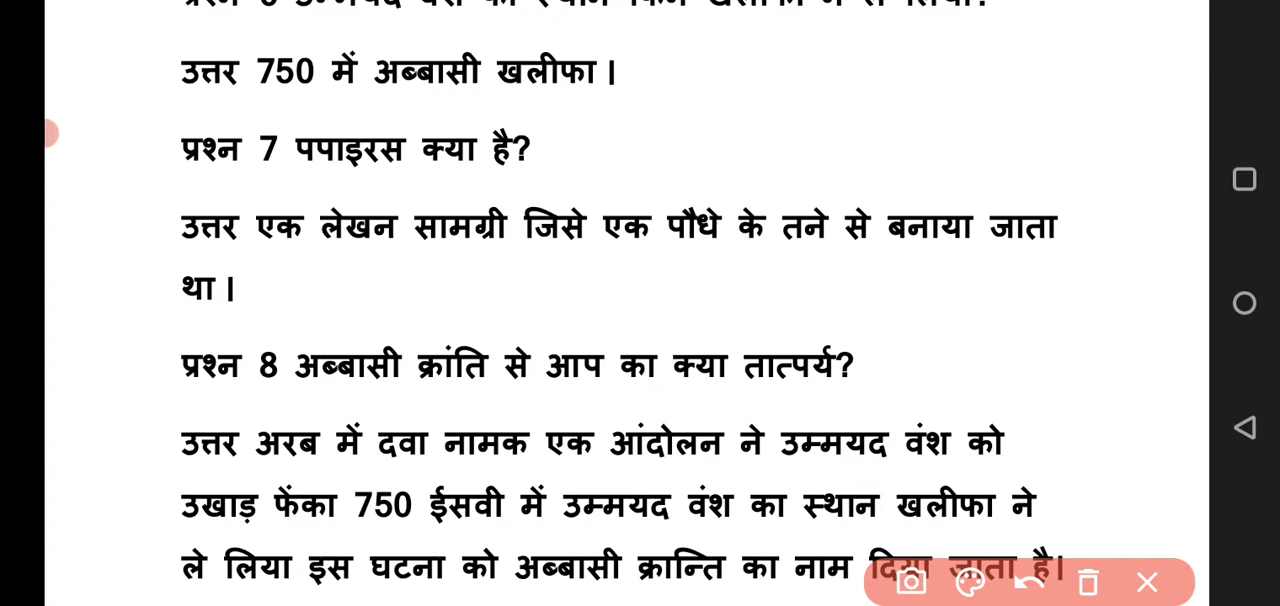 उत्तर 750 में अब्बासी खलीफा।
प्रश्न 7 पपाइरस क्या है?
उत्तर एक लेखन सामग्री जिसे एक पौधे के तने से बनाया जाता
था।
प्रश्न 8 अब्बासी क्रांति से आप का क्या तात्पर्य?
उत्तर अरब में दवा नामक एक आंदोलन ने उम्मयद वंश को
उखाड़ फेंका 750 ईसवी में उम्मयद वंश का स्थान खलीफा ने
ले लिया इस घटना को अब्बासी क्रान्ति का नाम दिया जाता है।